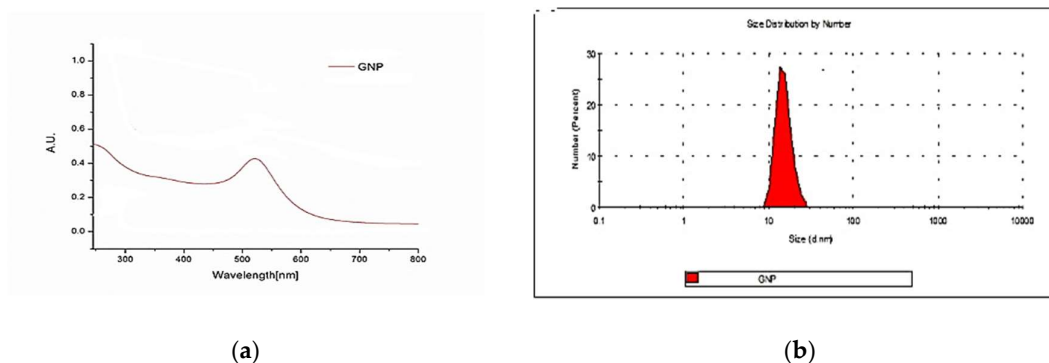 GNP
1.0
0.8
0.6
0.4
0.2
0.0
A.U.
300 400 500 600 700 800
Wavelength[nm]
(a)
Size Distribution by Number
30
20
10
0
Number (Percent)
0.1 1 10 100 1000 10000
Size (d.nm)
GNP
(b)